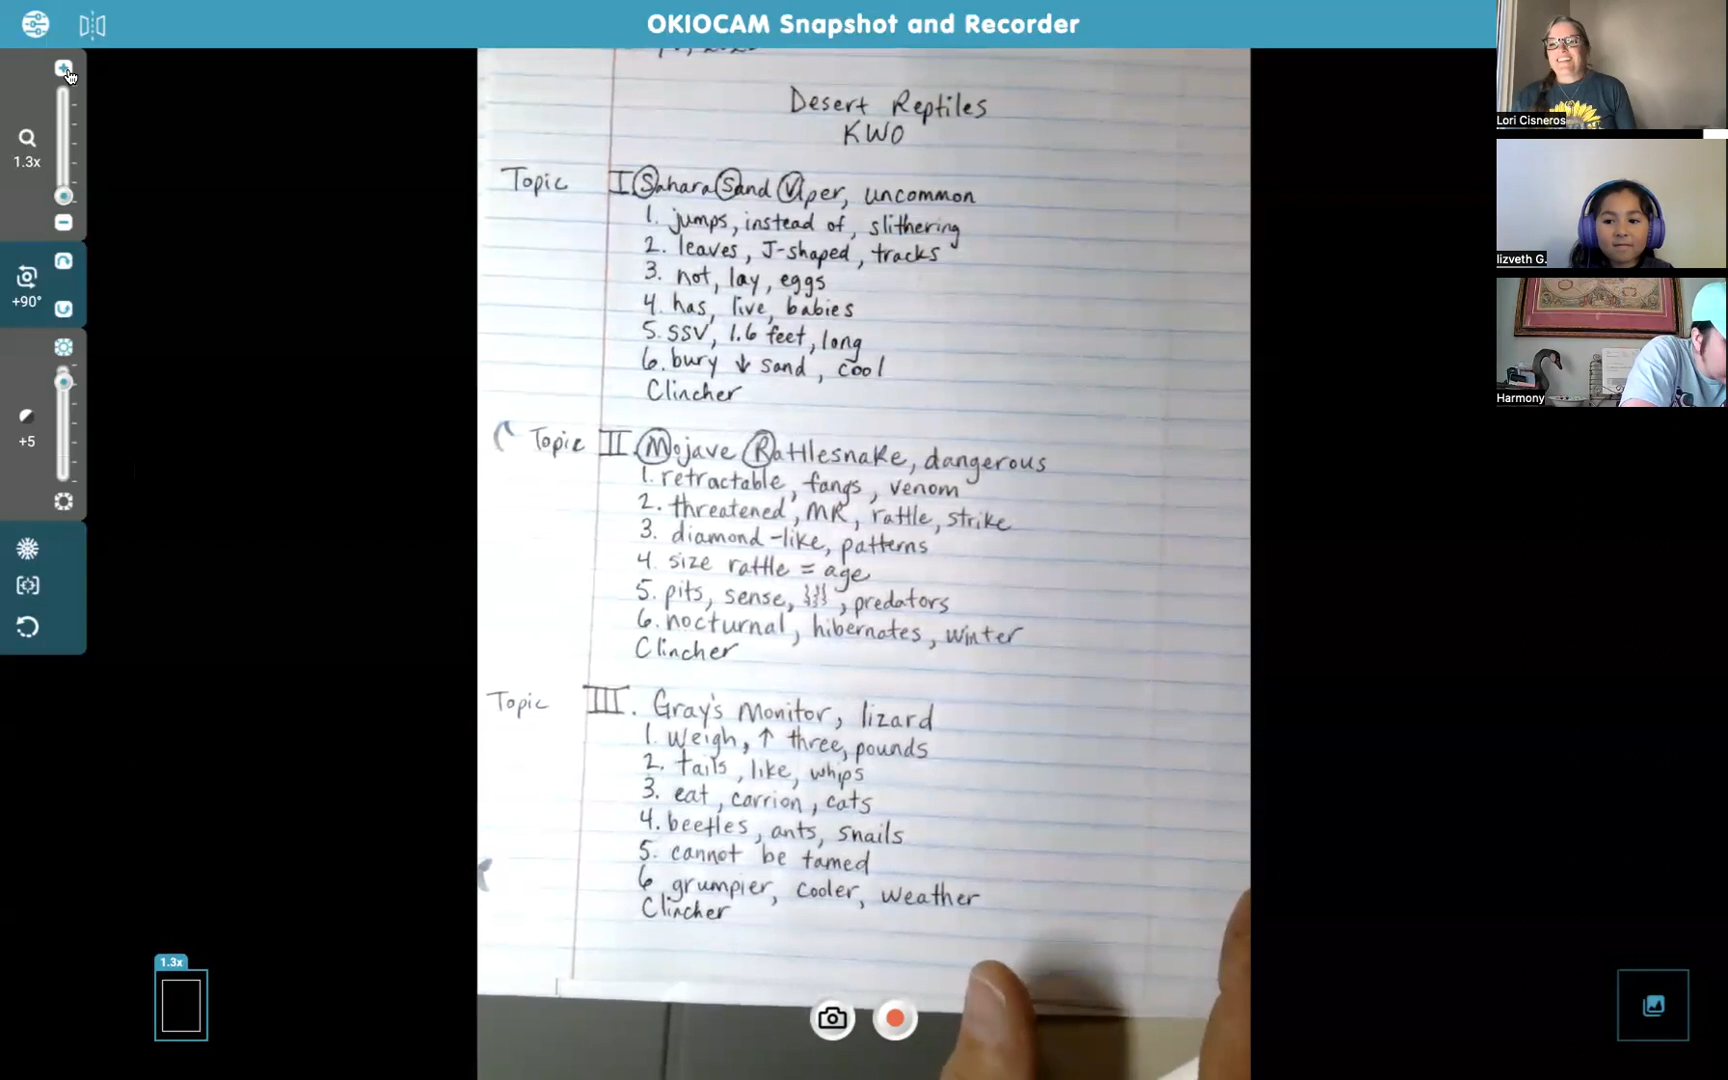 OKIOCAM Snapshot and Recorder
1.3x
+90°
+5
1.3x
Desert Reptiles
KWO
Topic I. Sahara Sand Viper, uncommon
1. jumps, instead of, slithering
2. leaves, J-shaped, tracks
3. not, lay, eggs
4. has, live, babies
5. SSV, 1.6 feet, long
6. bury ↓ sand, cool
Clincher
Topic II. Mojave Rattlesnake, dangerous
1. retractable, fangs, venom
2. threatened, MR, rattle, strike
3. diamond-like, patterns
4. size rattle = age
5. pits, sense, , predators
6. nocturnal, hibernates, winter
Clincher
Topic III. Gray's Monitor, lizard
1. weigh, ↑ three, pounds
2. tails, like, whips
3. eat, carrion, cats
4. beetles, ants, snails
5. cannot be tamed
6 grumpier, cooler, weather
Clincher
Lori Cisneros
lizveth G.
Harmony